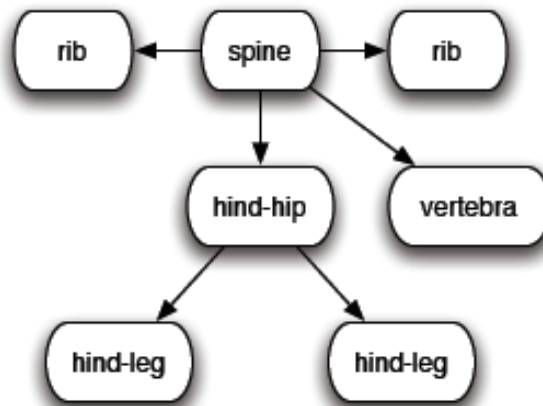 rib
spine
rib
hind-hip
vertebra
hind-leg
hind-leg